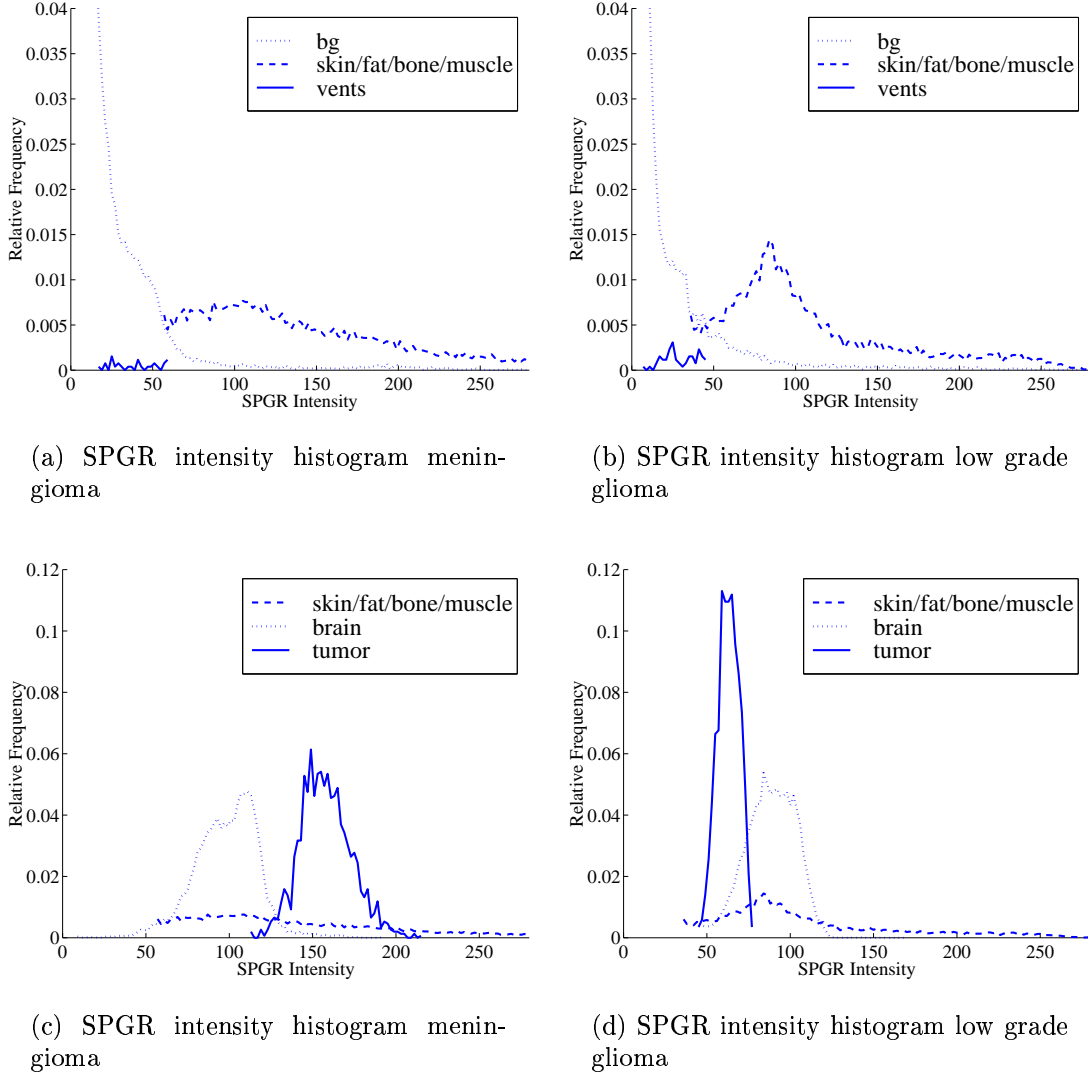 0.04
0.035
0.03
0.025
0.02
0.015
0.01
0.005
0
Relative Frequency
bg
skin/fat/bone/muscle
vents
0 50 100 150 200 250
SPGR Intensity
(a) SPGR intensity histogram menin-
gioma
0.04
0.035
0.03
0.025
0.02
0.015
0.01
0.005
0
Relative Frequency
bg
skin/fat/bone/muscle
vents
0 50 100 150 200 250
SPGR Intensity
(b) SPGR intensity histogram low grade
glioma
0.12
0.1
0.08
0.06
0.04
0.02
0
Relative Frequency
skin/fat/bone/muscle
brain
tumor
0 50 100 150 200 250
SPGR Intensity
(c) SPGR intensity histogram menin-
gioma
0.12
0.1
0.08
0.06
0.04
0.02
0
Relative Frequency
skin/fat/bone/muscle
brain
tumor
0 50 100 150 200 250
SPGR Intensity
(d) SPGR intensity histogram low grade
glioma